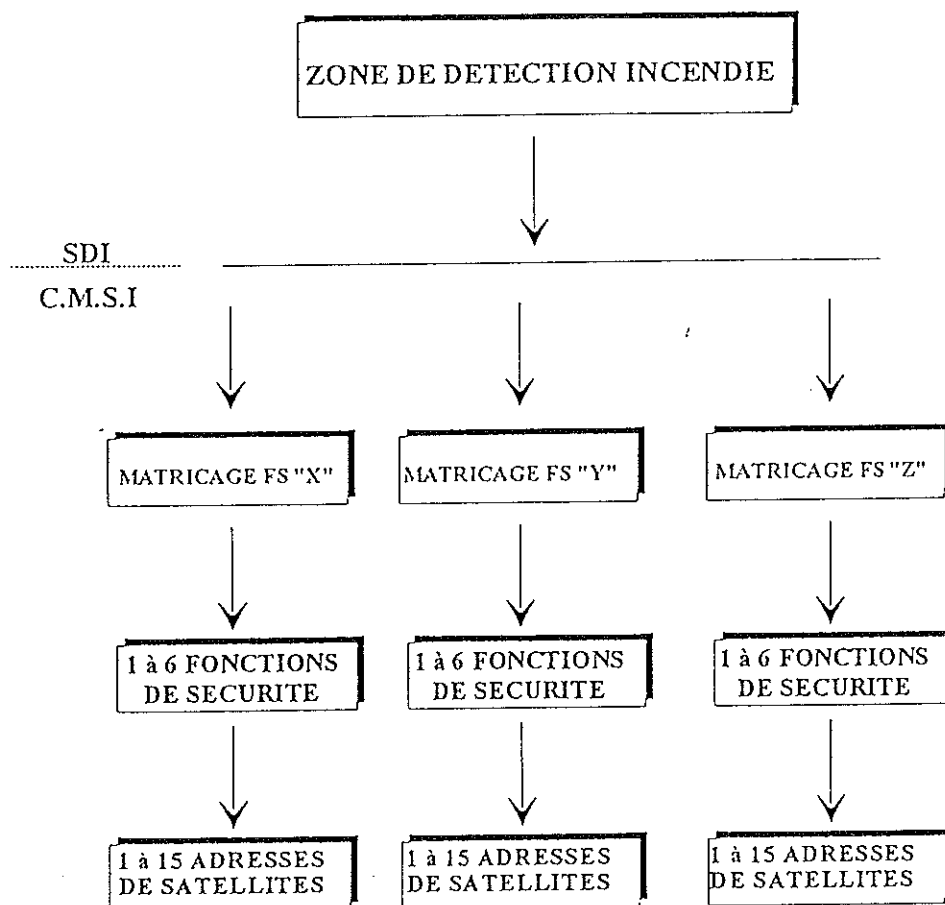 ZONE DE DETECTION INCENDIE
SDI
C.M.S.I
MATRICAGE FS "X"
MATRICAGE FS "Y"
MATRICAGE FS "Z"
1 à 6 FONCTIONS
DE SECURITE
1 à 6 FONCTIONS
DE SECURITE
1 à 6 FONCTIONS
DE SECURITE
1 à 15 ADRESSES
DE SATELLITES
1 à 15 ADRESSES
DE SATELLITES
1 à 15 ADRESSES
DE SATELLITES